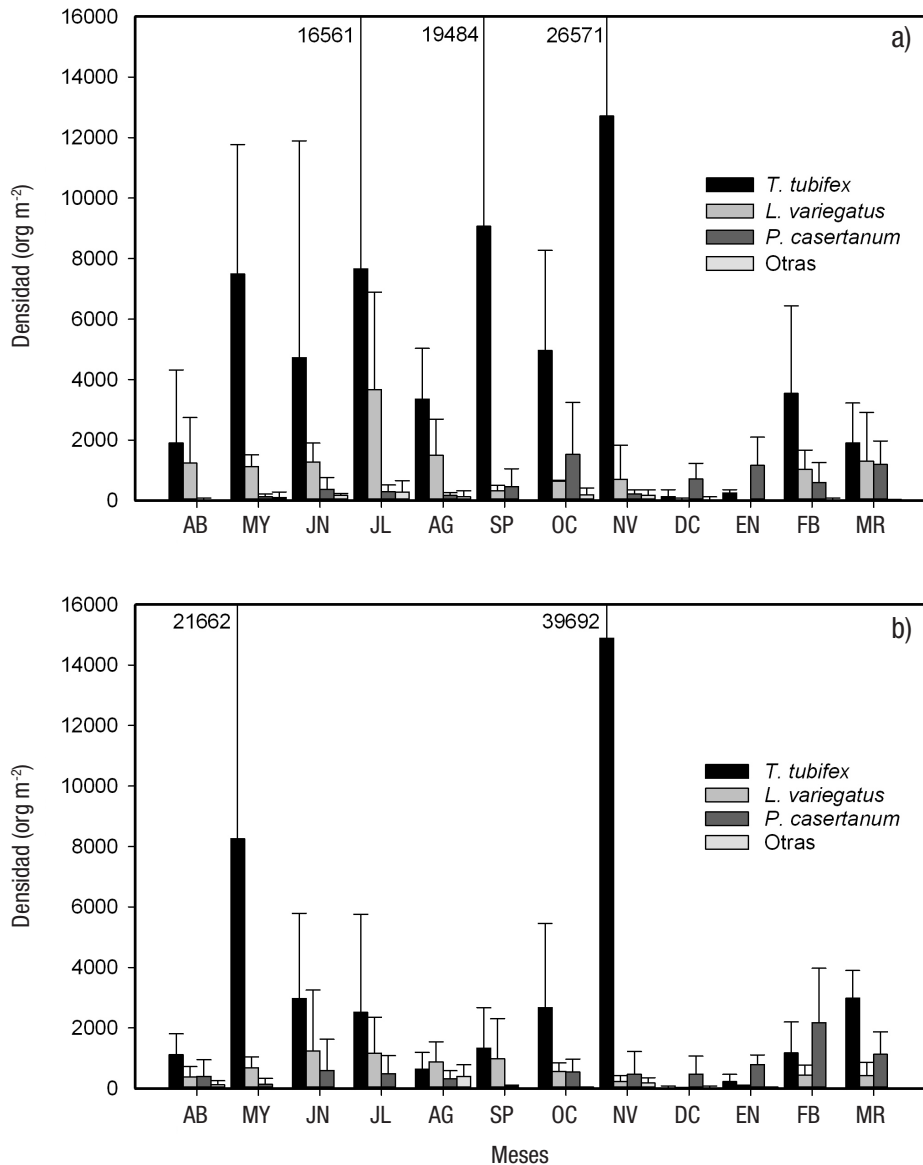 16561 19484 26571 a)
16000
14000
12000
10000
8000
6000
4000
2000
0
Densidad (org m⁻²)
T. tubifex
L. variegatus
P. casertanum
Otras
AB MY JN JL AG SP OC NV DC EN FB MR
21662 39692 b)
16000
14000
12000
10000
8000
6000
4000
2000
0
Densidad (org m⁻²)
T. tubifex
L. variegatus
P. casertanum
Otras
AB MY JN JL AG SP OC NV DC EN FB MR
Meses